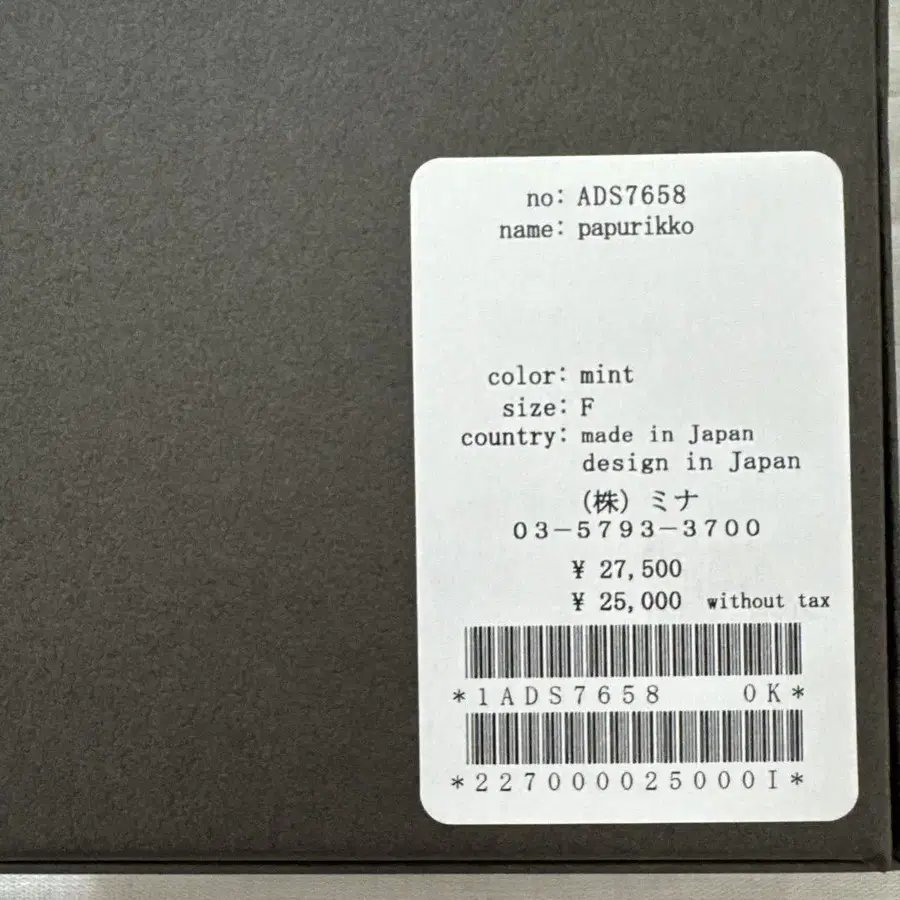 no: ADS7658
name: papurikko
color: mint
size: F
country: made in Japan
design in Japan
(株) ミナ
03-5793-3700
¥ 27,500
¥ 25,000 without tax
*1ADS7658 0K*
*227000025000I*